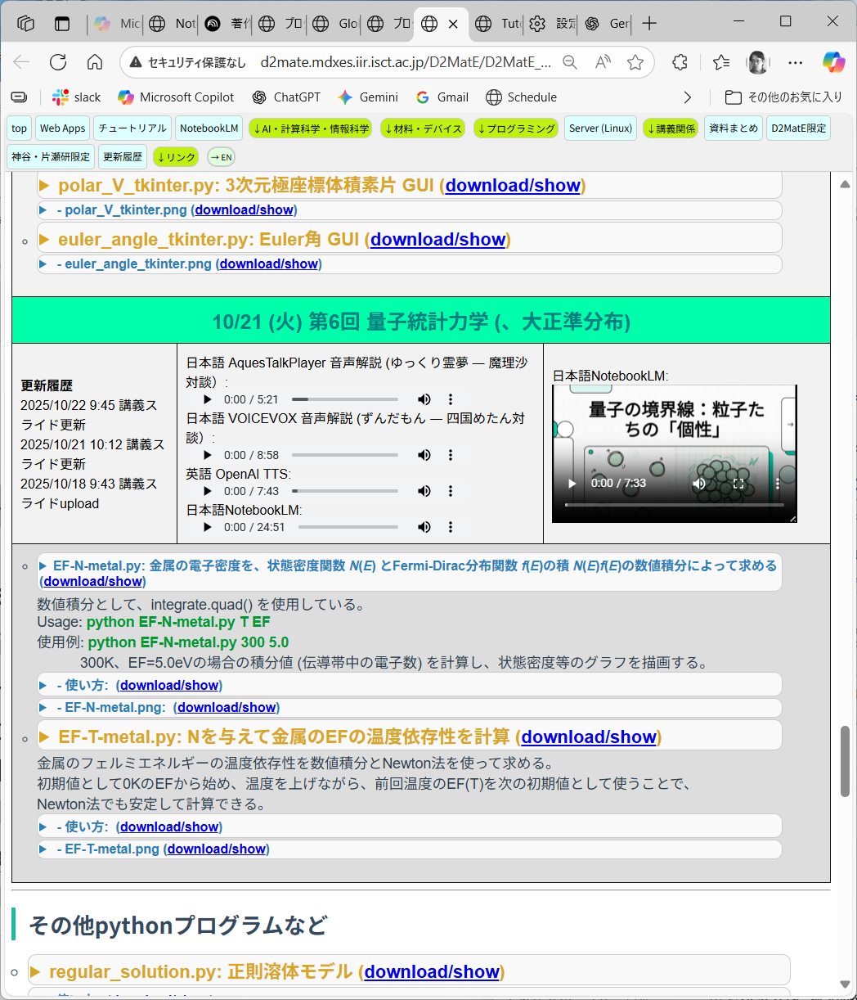 Mic
Not
著作
プロ
Glo
プロ
Tuto
設定
Ger
セキュリティ保護なし
d2mate.mdxes.iir.isct.ac.jp/D2MatE/D2MatE_...
slack
Microsoft Copilot
ChatGPT
Gemini
Gmail
Schedule
その他のお気に入り
top
Web Apps
チュートリアル
NotebookLM
↓AI・計算科学・情報科学
↓材料・デバイス
↓プログラミング
Server (Linux)
↓講義関係
資料まとめ
D2MatE限定
神谷・片瀬研限定
更新履歴
↓リンク
→EN
polar_V_tkinter.py: 3次元極座標体積素片 GUI (download/show)
- polar_V_tkinter.png (download/show)
euler_angle_tkinter.py: Euler角 GUI (download/show)
- euler_angle_tkinter.png (download/show)
10/21 (火) 第6回 量子統計力学 (、大正準分布)
更新履歴
2025/10/22 9:45 講義ス
ライド更新
2025/10/21 10:12 講義ス
ライド更新
2025/10/18 9:43 講義ス
ライドupload
日本語 AquesTalkPlayer 音声解説 (ゆっくり霊夢 — 魔理沙
対談）:
0:00 / 5:21
日本語 VOICEVOX 音声解説 (ずんだもん — 四国めたん対
談）:
0:00 / 8:58
英語 OpenAI TTS:
0:00 / 7:43
日本語NotebookLM:
0:00 / 24:51
日本語NotebookLM:
量子の境界線：粒子た
ちの「個性」
0:00 / 7:33
EF-N-metal.py: 金属の電子密度を、状態密度関数 N(E) とFermi-Dirac分布関数 f(E)の積 N(E)f(E)の数値積分によって求める
(download/show)
数値積分として、integrate.quad() を使用している。
Usage: python EF-N-metal.py T EF
使用例: python EF-N-metal.py 300 5.0
300K、EF=5.0eVの場合の積分値 (伝導帯中の電子数) を計算し、状態密度等のグラフを描画する。
- 使い方: (download/show)
- EF-N-metal.png: (download/show)
EF-T-metal.py: Nを与えて金属のEFの温度依存性を計算 (download/show)
金属のフェルミエネルギーの温度依存性を数値積分とNewton法を使って求める。
初期値として0KのEFから始め、温度を上げながら、前回温度のEF(T)を次の初期値として使うことで、
Newton法でも安定して計算できる。
- 使い方: (download/show)
- EF-T-metal.png (download/show)
その他pythonプログラムなど
regular_solution.py: 正則溶体モデル (download/show)